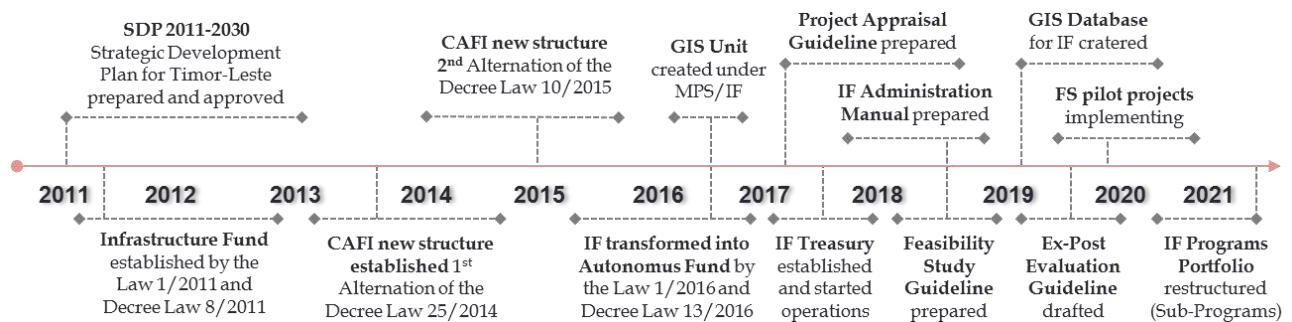 SDP 2011-2030
Strategic Development
Plan for Timor-Leste
prepared and approved
CAFI new structure
2nd Alternation of the
Decree Law 10/2015
GIS Unit
created under
MPS/IF
Project Appraisal
Guideline prepared
IF Administration
Manual prepared
GIS Database
for IF cratered
FS pilot projects
implementing
2011 2012 2013 2014 2015 2016 2017 2018 2019 2020 2021
Infrastructure Fund
established by the
Law 1/2011 and
Decree Law 8/2011
CAFI new structure
established 1st
Alternation of the
Decree Law 25/2014
IF transformed into
Autonomus Fund by
the Law 1/2016 and
Decree Law 13/2016
IF Treasury
established
and started
operations
Feasibility
Study
Guideline
prepared
Ex-Post
Evaluation
Guideline
drafted
IF Programs
Portfolio
restructured
(Sub-Programs)